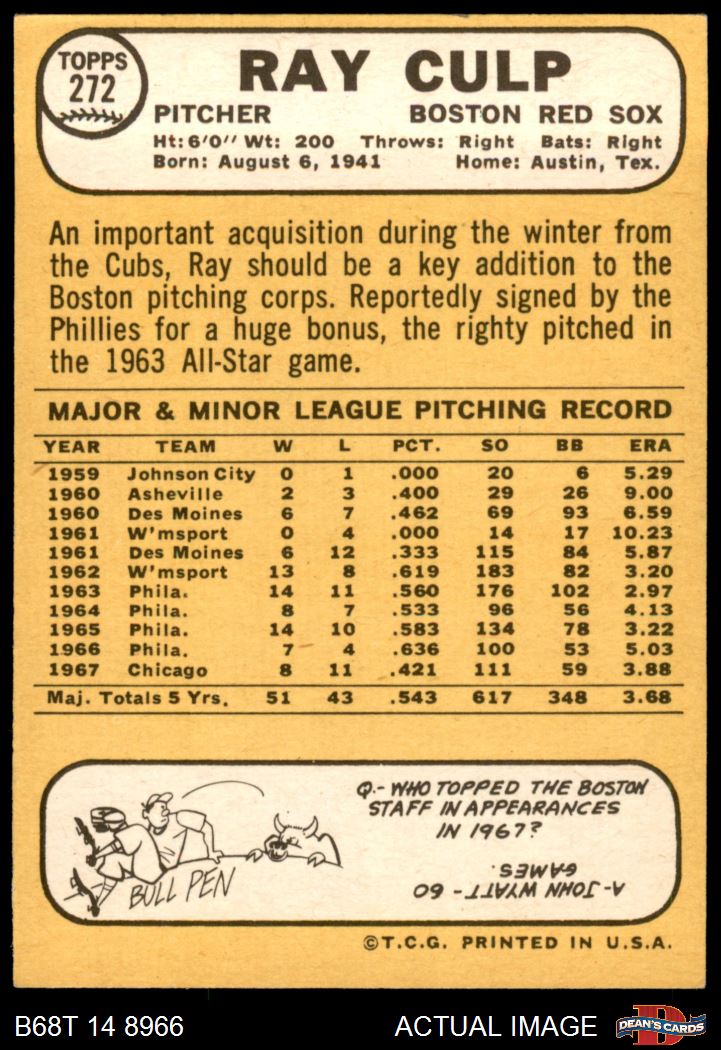 TOPPS
272
RAY CULP
PITCHER BOSTON RED SOX
Ht: 6'0" Wt: 200 Throws: Right Bats: Right
Born: August 6, 1941 Home: Austin, Tex.
An important acquisition during the winter from
the Cubs, Ray should be a key addition to the
Boston pitching corps. Reportedly signed by the
Phillies for a huge bonus, the righty pitched in
the 1963 All-Star game.
MAJOR & MINOR LEAGUE PITCHING RECORD
YEAR TEAM W L PCT. SO BB ERA
1959 Johnson City 0 1 .000 20 6 5.29
1960 Asheville 2 3 .400 29 26 9.00
1960 Des Moines 6 7 .462 69 93 6.59
1961 W'msport 0 4 .000 14 17 10.23
1961 Des Moines 6 12 .333 115 84 5.87
1962 W'msport 13 8 .619 183 82 3.20
1963 Phila. 14 11 .560 176 102 2.97
1964 Phila. 8 7 .533 96 56 4.13
1965 Phila. 14 10 .583 134 78 3.22
1966 Phila. 7 4 .636 100 53 5.03
1967 Chicago 8 11 .421 111 59 3.88
Maj. Totals 5 Yrs. 51 43 .543 617 348 3.68
Q.- WHO TOPPED THE BOSTON
STAFF IN APPEARANCES
IN 1967?
A- JOHN WYATT - 60
GAMES.
BULL PEN
©T.C.G. PRINTED IN U.S.A.
B68T 14 8966 ACTUAL IMAGE
D
DEAN'S CARDS